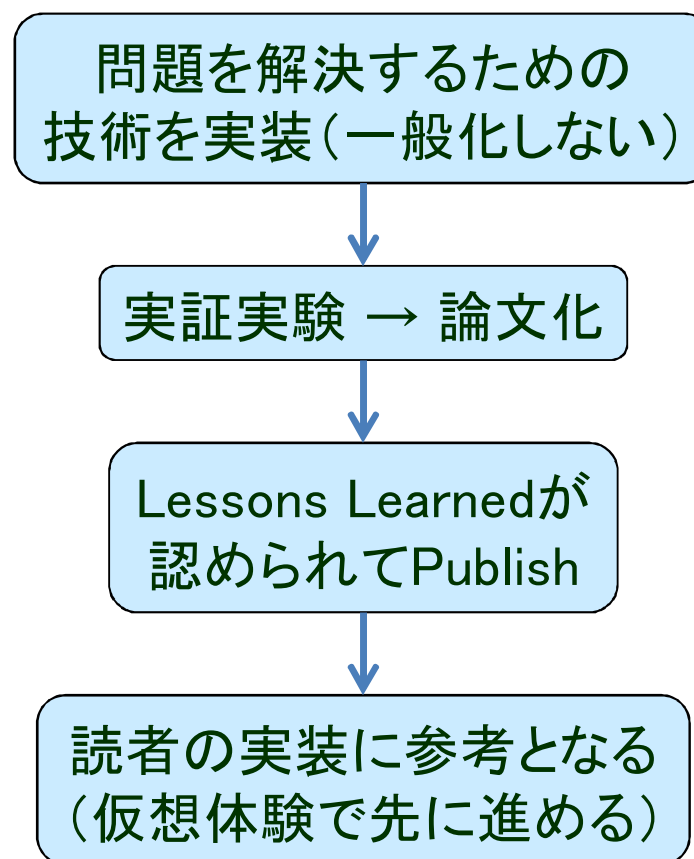 問題を解決するための
技術を実装（一般化しない）
実証実験 → 論文化
Lessons Learnedが
認められてPublish
読者の実装に参考となる
（仮想体験で先に進める）